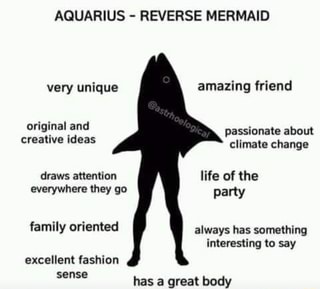 AQUARIUS - REVERSE MERMAID
very unique
amazing friend
@astrhoelogical
original and
creative ideas
passionate about
climate change
draws attention
everywhere they go
life of the
party
family oriented
always has something
interesting to say
excellent fashion
sense
has a great body